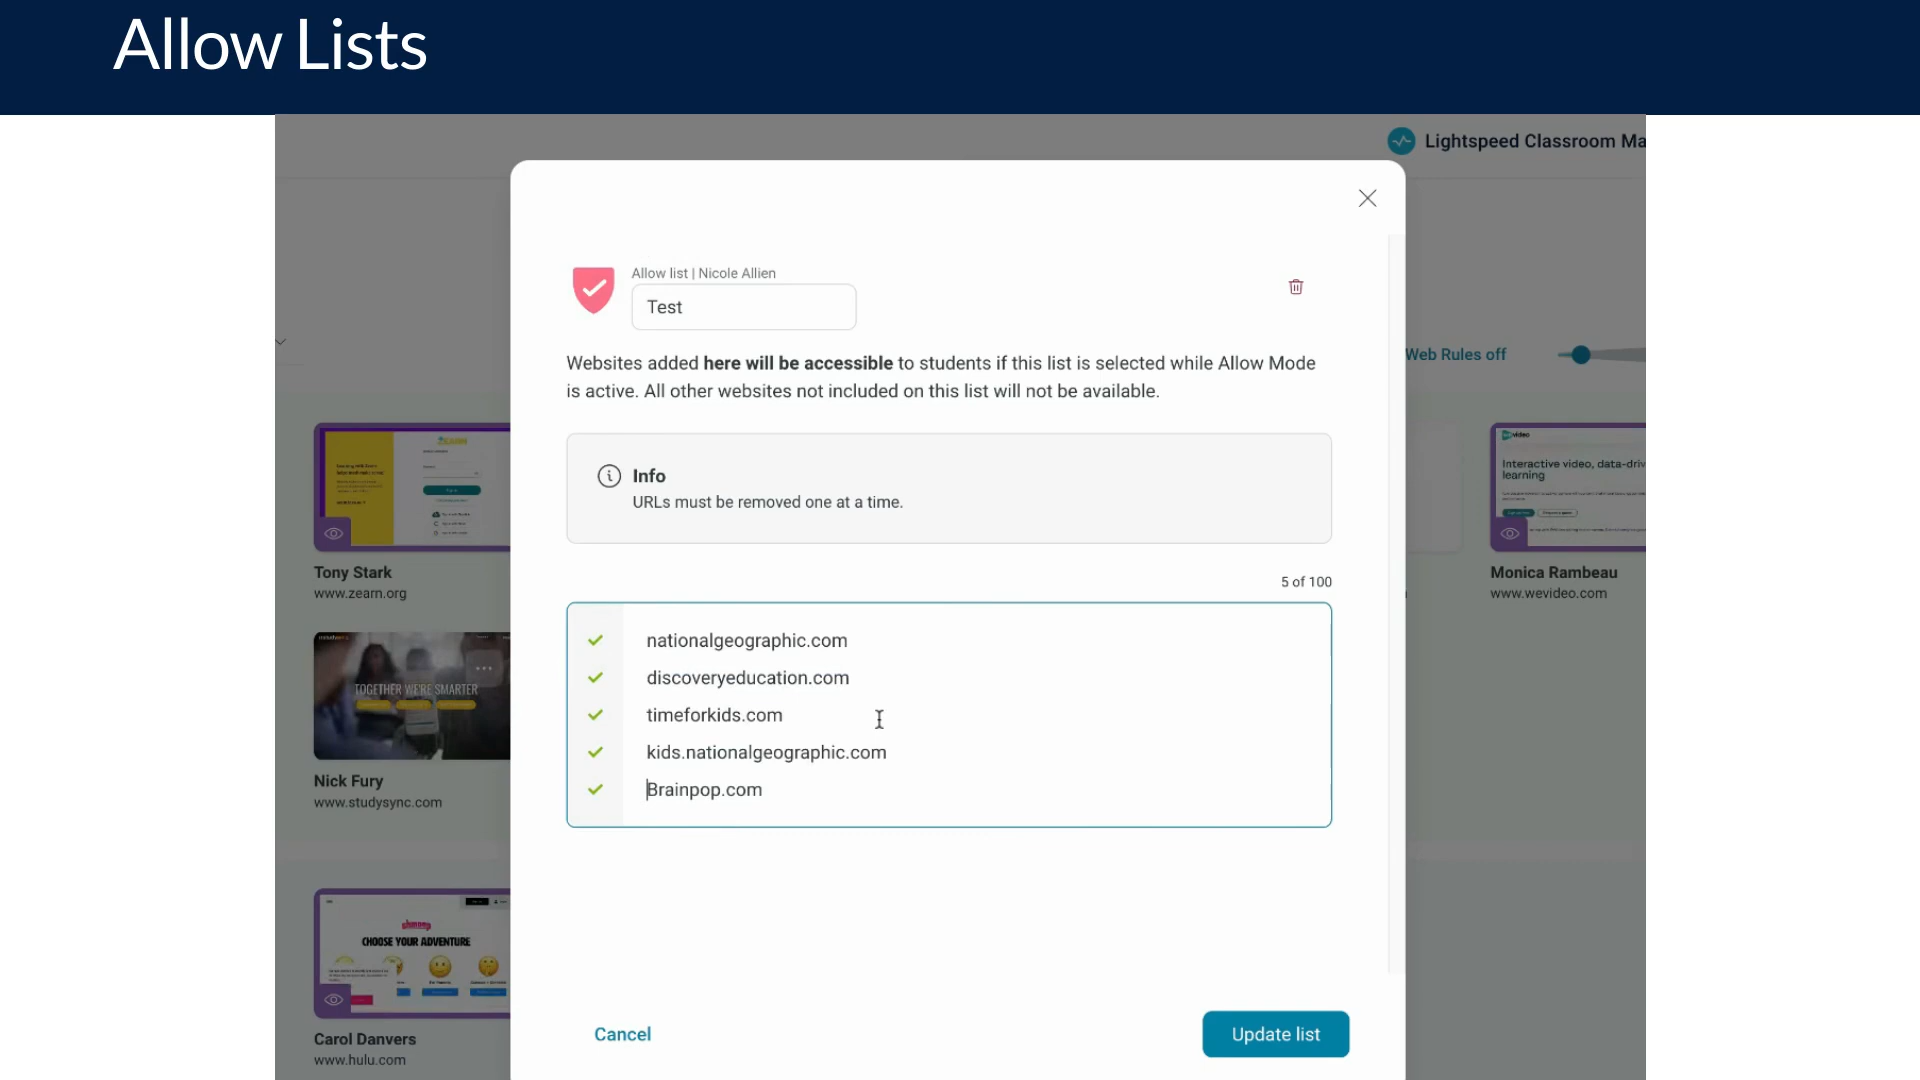 Allow Lists
Lightspeed Classroom Ma
Allow list | Nicole Allien
Test
Websites added here will be accessible to students if this list is selected while Allow Mode
is active. All other websites not included on this list will not be available.
Web Rules off
Info
URLs must be removed one at a time.
5 of 100
nationalgeographic.com
discoveryeducation.com
timeforkids.com
kids.nationalgeographic.com
Brainpop.com
Cancel
Update list
Tony Stark
www.zearn.org
TOGETHER WE'RE SMARTER
Nick Fury
www.studysync.com
CHOOSE YOUR ADVENTURE
Carol Danvers
www.hulu.com
Interactive video, data-driv
learning
Monica Rambeau
www.wevideo.com